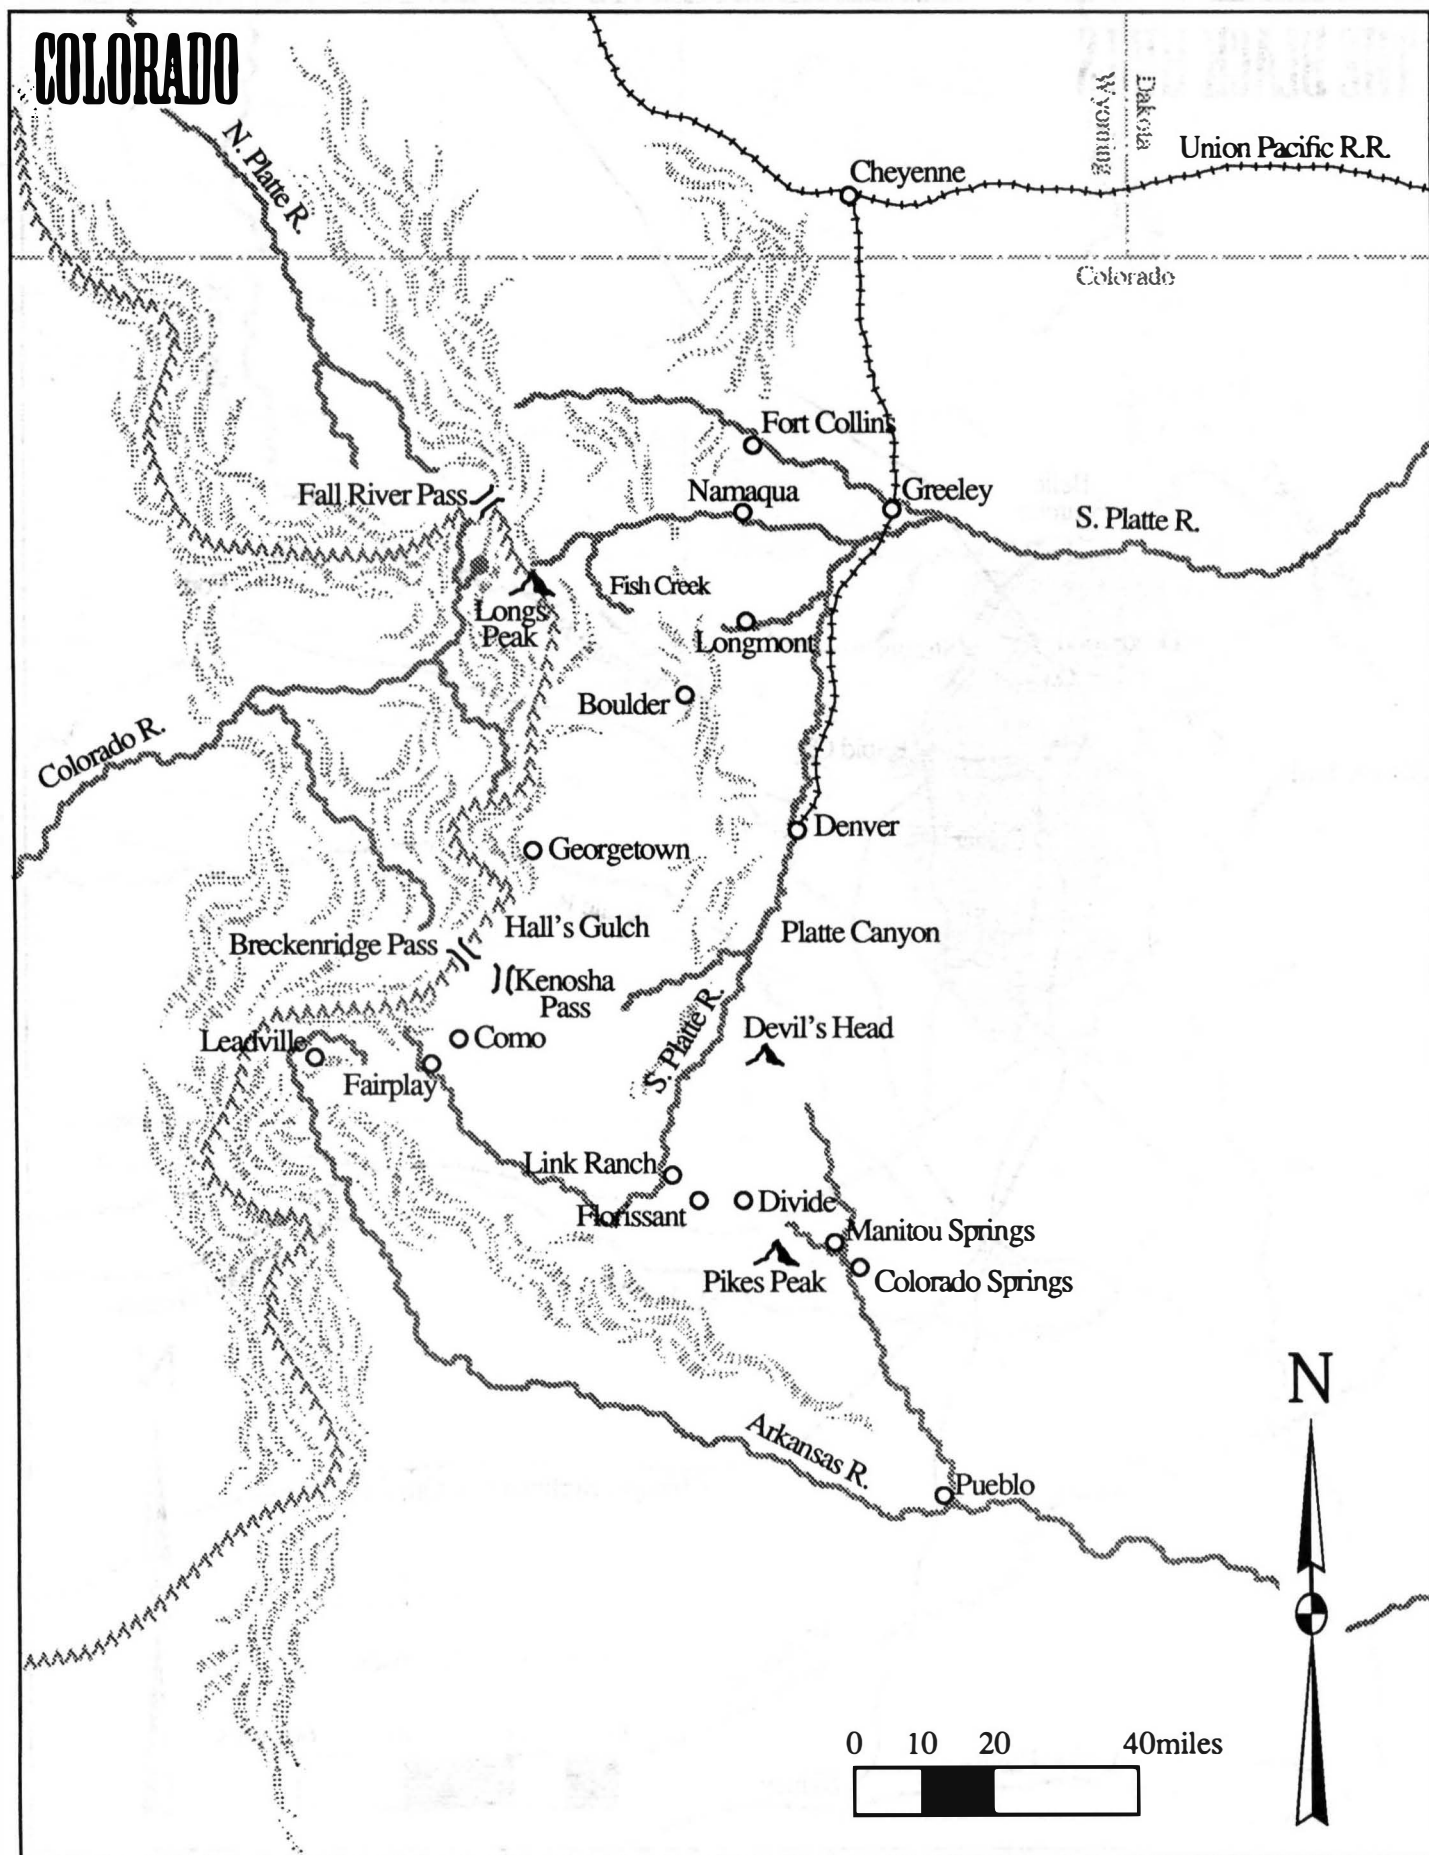 COLORADO
N. Platte R.
Wyoming
Dakota
Union Pacific R.R.
Cheyenne
Colorado
Fort Collins
Fall River Pass
Namaqua
Greeley
S. Platte R.
Fish Creek
Longs
Peak
Longmont
Boulder
Colorado R.
Denver
Georgetown
Hall's Gulch
Platte Canyon
Breckenridge Pass
Kenosha
Pass
S. Platte R.
Devil's Head
Leadville
Como
Fairplay
Link Ranch
Florissant
Divide
Manitou Springs
Pikes Peak
Colorado Springs
N
Arkansas R.
Pueblo
0 10 20 40miles